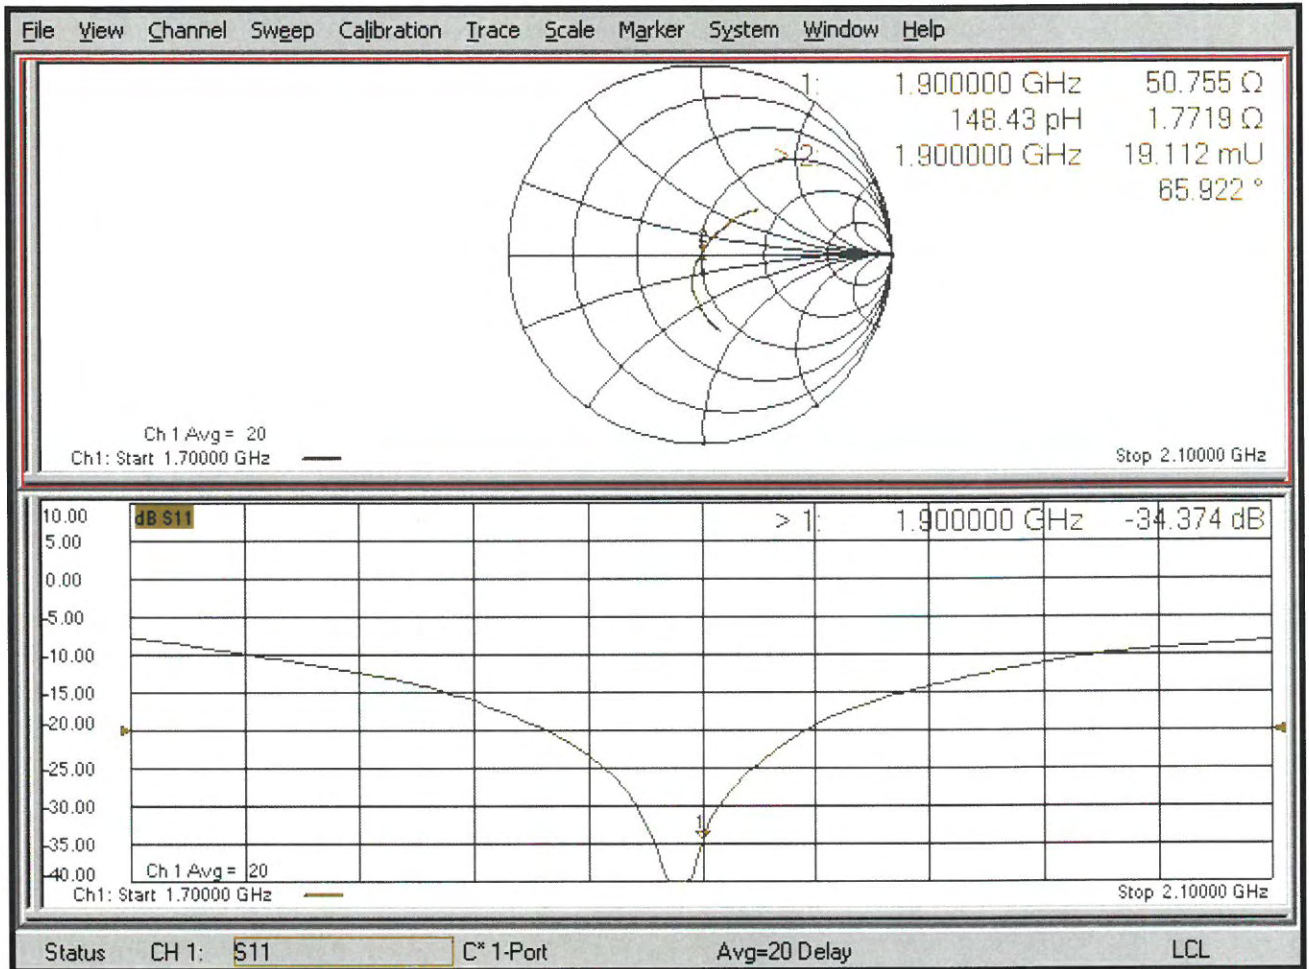 File View Channel Sweep Calibration Trace Scale Marker System Window Help
1: 1.900000 GHz 50.755 Ω
148.43 pH 1.7719 Ω
> 2: 1.900000 GHz 19.112 mU
65.922 °
Ch 1 Avg = 20
Ch1: Start 1.70000 GHz
Stop 2.10000 GHz
10.00
dB S11
> 1: 1.900000 GHz -34.374 dB
5.00
0.00
-5.00
-10.00
-15.00
-20.00
-25.00
-30.00
1
-35.00
-40.00
Ch 1 Avg = 20
Ch1: Start 1.70000 GHz
Stop 2.10000 GHz
Status CH 1: S11 C* 1-Port Avg=20 Delay LCL